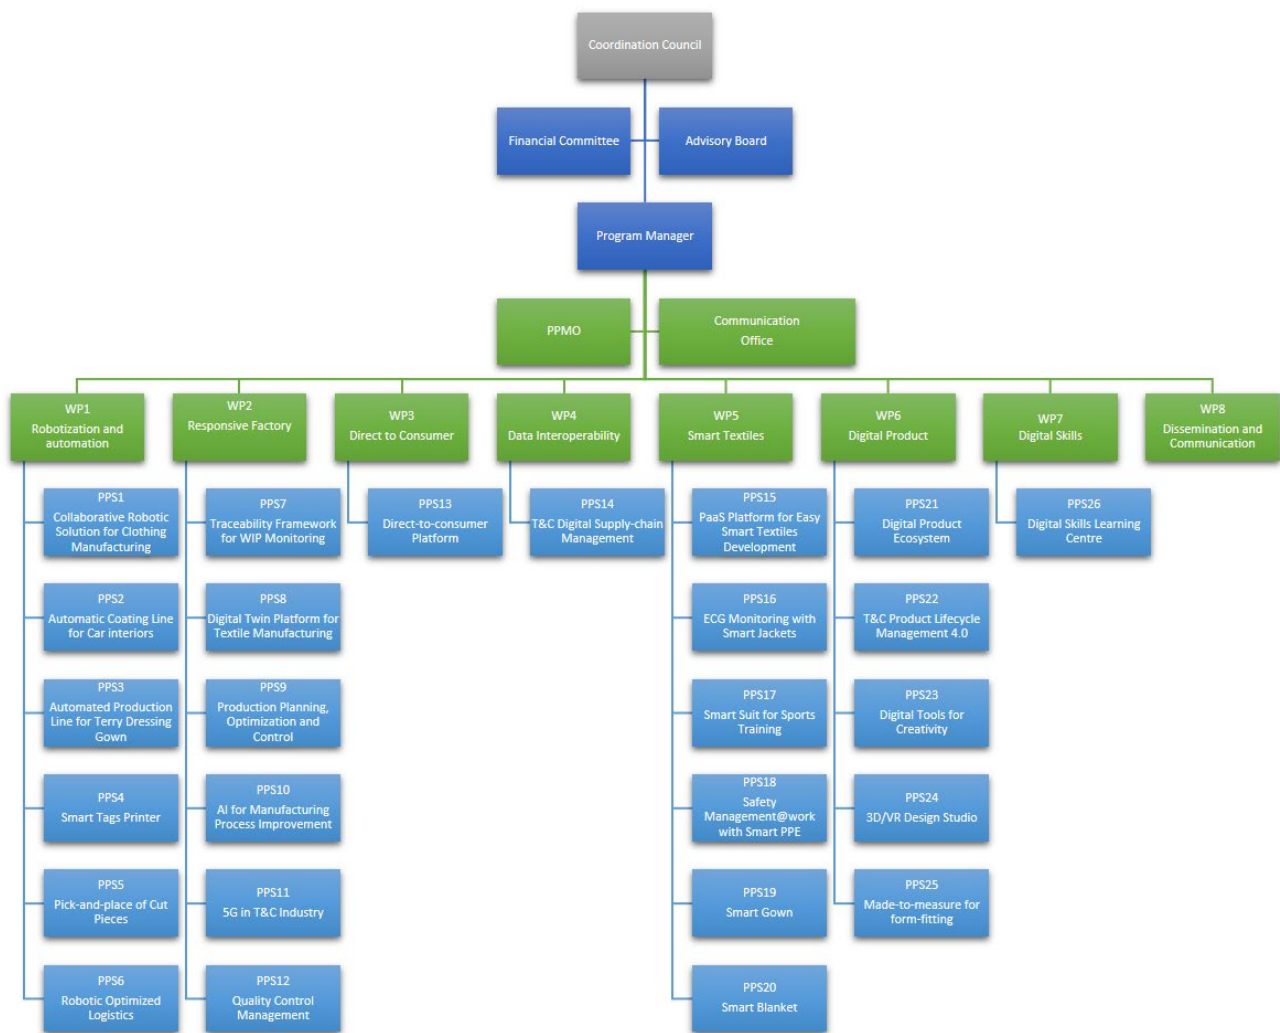 Coordination Council
Financial Committee
Advisory Board
Program Manager
PPMO
Communication
Office
WP1
Robotization and
automation
WP2
Responsive Factory
WP3
Direct to Consumer
WP4
Data Interoperability
WP5
Smart Textiles
WP6
Digital Product
WP7
Digital Skills
WP8
Dissemination and
Communication
PPS1
Collaborative Robotic
Solution for Clothing
Manufacturing
PPS7
Traceability Framework
for WIP Monitoring
PPS13
Direct-to-consumer
Platform
PPS14
T&C Digital Supply-chain
Management
PPS15
PaaS Platform for Easy
Smart Textiles
Development
PPS21
Digital Product
Ecosystem
PPS26
Digital Skills Learning
Centre
PPS2
Automatic Coating Line
for Car interiors
PPS8
Digital Twin Platform for
Textile Manufacturing
PPS16
ECG Monitoring with
Smart Jackets
PPS22
T&C Product Lifecycle
Management 4.0
PPS3
Automated Production
Line for Terry Dressing
Gown
PPS9
Production Planning,
Optimization and
Control
PPS17
Smart Suit for Sports
Training
PPS23
Digital Tools for
Creativity
PPS4
Smart Tags Printer
PPS10
AI for Manufacturing
Process Improvement
PPS18
Safety
Management@work
with Smart PPE
PPS24
3D/VR Design Studio
PPS5
Pick-and-place of Cut
Pieces
PPS11
5G in T&C Industry
PPS19
Smart Gown
PPS25
Made-to-measure for
form-fitting
PPS6
Robotic Optimized
Logistics
PPS12
Quality Control
Management
PPS20
Smart Blanket